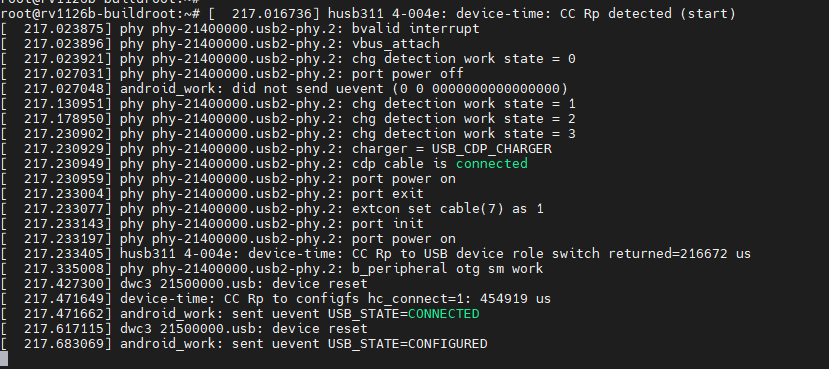 root@rv1126b-buildroot:~#
root@rv1126b-buildroot:~# [  217.016736] husb311 4-004e: device-time: CC Rp detected (start)
[  217.023875] phy phy-21400000.usb2-phy.2: bvalid interrupt
[  217.023896] phy phy-21400000.usb2-phy.2: vbus_attach
[  217.023921] phy phy-21400000.usb2-phy.2: chg detection work state = 0
[  217.027031] phy phy-21400000.usb2-phy.2: port power off
[  217.027048] android_work: did not send uevent (0 0 0000000000000000)
[  217.130951] phy phy-21400000.usb2-phy.2: chg detection work state = 1
[  217.178950] phy phy-21400000.usb2-phy.2: chg detection work state = 2
[  217.230902] phy phy-21400000.usb2-phy.2: chg detection work state = 3
[  217.230929] phy phy-21400000.usb2-phy.2: charger = USB_CDP_CHARGER
[  217.230949] phy phy-21400000.usb2-phy.2: cdp cable is connected
[  217.230959] phy phy-21400000.usb2-phy.2: port power on
[  217.233004] phy phy-21400000.usb2-phy.2: port exit
[  217.233077] phy phy-21400000.usb2-phy.2: extcon set cable(7) as 1
[  217.233143] phy phy-21400000.usb2-phy.2: port init
[  217.233197] phy phy-21400000.usb2-phy.2: port power on
[  217.233405] husb311 4-004e: device-time: CC Rp to USB device role switch returned=216672 us
[  217.335008] phy phy-21400000.usb2-phy.2: b_peripheral otg sm work
[  217.427300] dwc3 21500000.usb: device reset
[  217.471649] device-time: CC Rp to configfs hc_connect=1: 454919 us
[  217.471662] android_work: sent uevent USB_STATE=CONNECTED
[  217.617115] dwc3 21500000.usb: device reset
[  217.683069] android_work: sent uevent USB_STATE=CONFIGURED